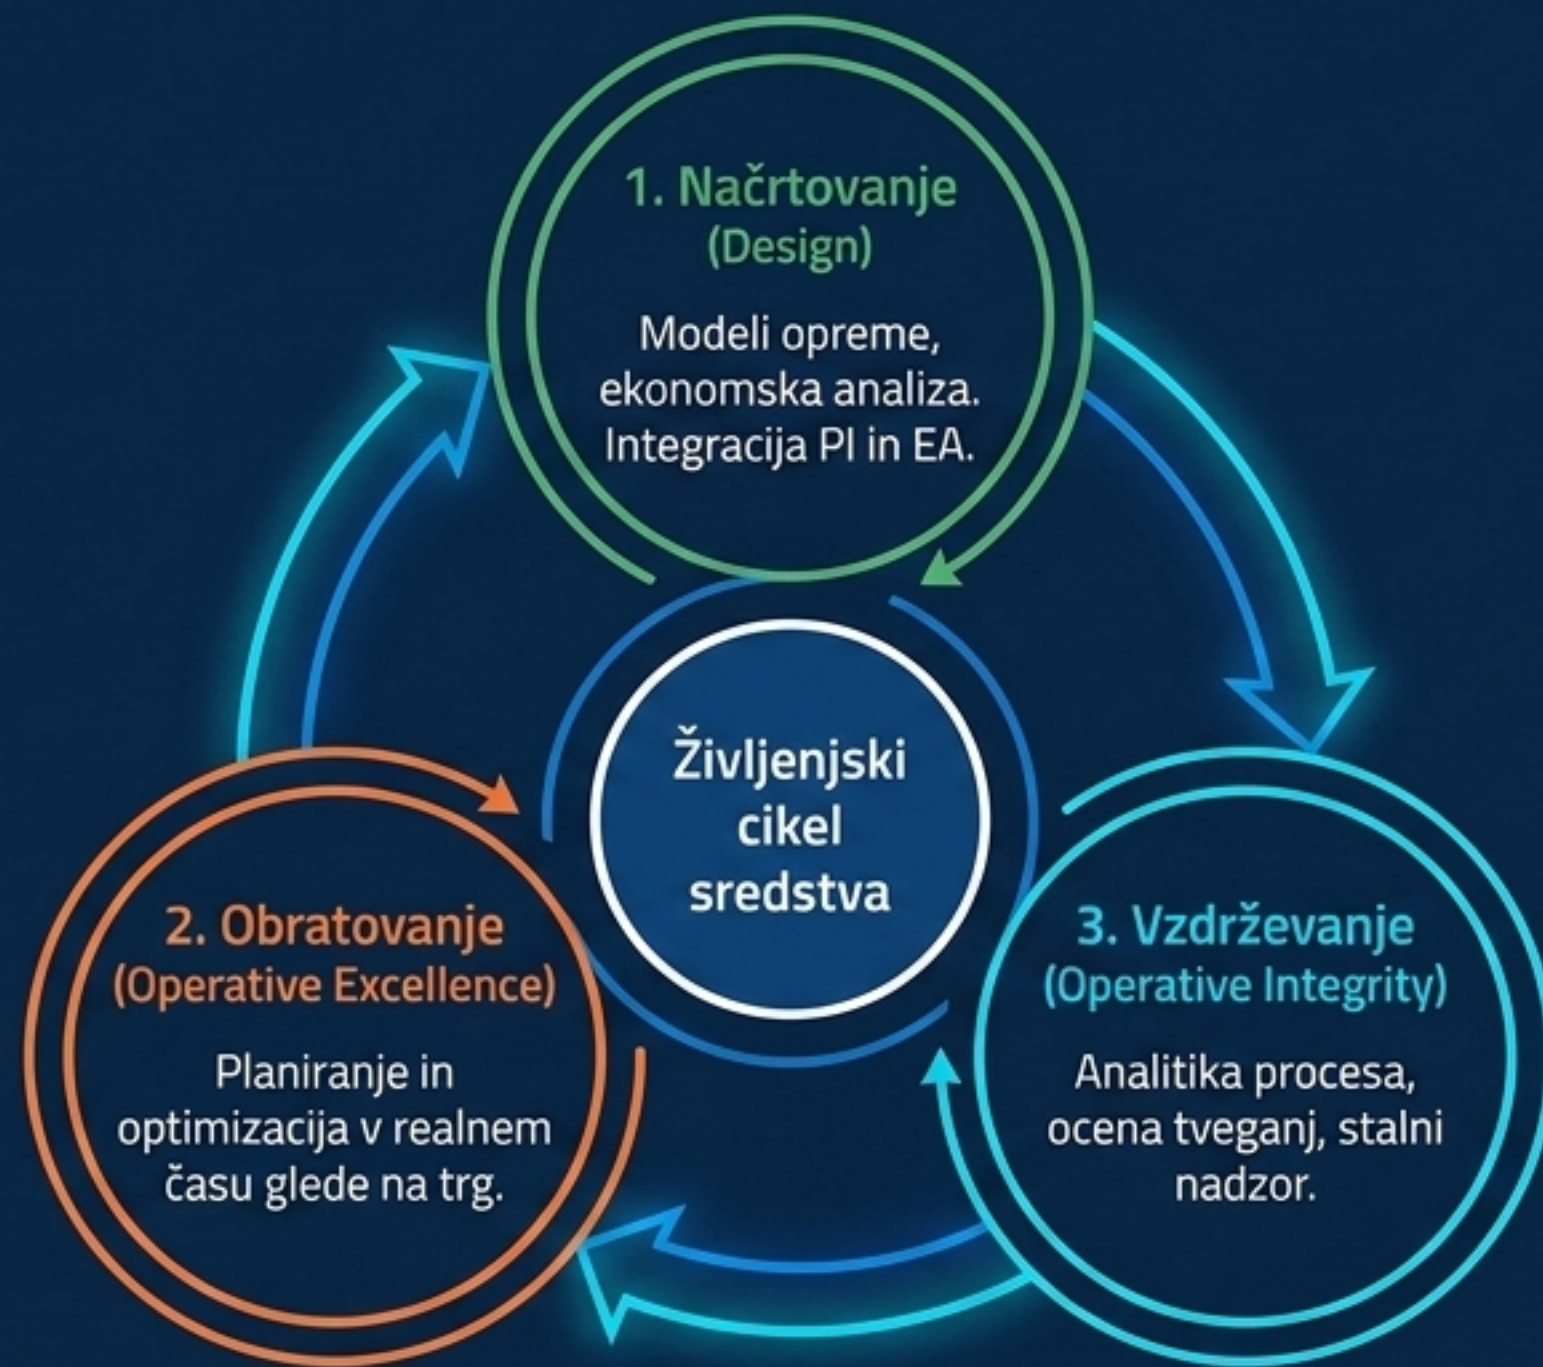 1. Načrtovanje
(Design)
Modeli opreme,
ekonomska analiza.
Integracija PI in EA.
Življenjski
cikel
sredstva
2. Obratovanje
(Operative Excellence)
Planiranje in
optimizacija v realnem
času glede na trg.
3. Vzdrževanje
(Operative Integrity)
Analitika procesa,
ocena tveganj, stalni
nadzor.